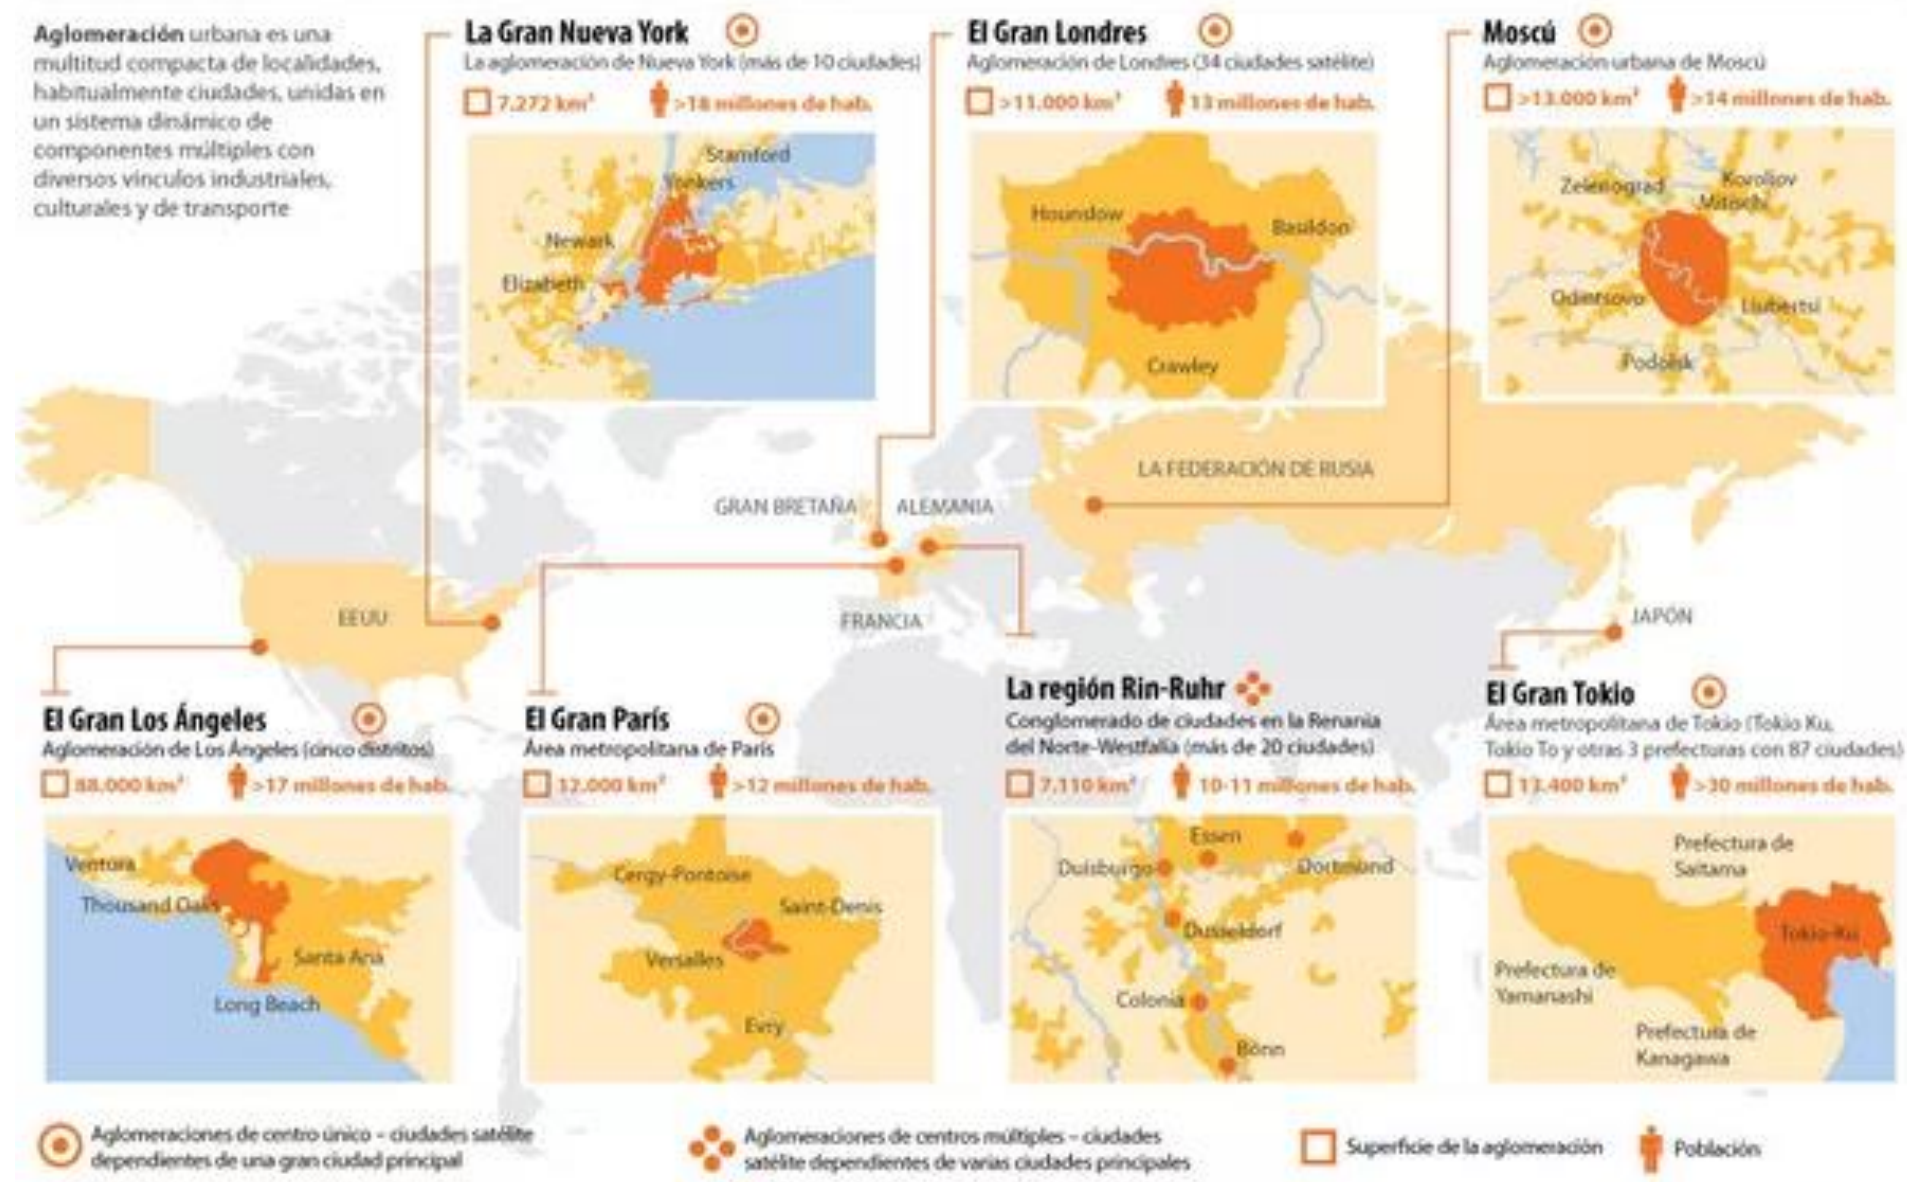 Aglomeración urbana es una
multitud compacta de localidades,
habitualmente ciudades, unidas en
un sistema dinámico de
componentes múltiples con
diversos vínculos industriales,
culturales y de transporte
La Gran Nueva York
La aglomeración de Nueva York (más de 10 ciudades)
7.272 km²
>18 millones de hab.
Stamford
Yonkers
Newark
Elizabeth
El Gran Londres
Aglomeración de Londres (34 ciudades satélite)
>11.000 km²
13 millones de hab.
Hounslow
Basildon
Crawley
Moscú
Aglomeración urbana de Moscú
>13.000 km²
>14 millones de hab.
Zelenograd
Koroliov
Mitischi
Odintsovo
Liubertsi
Podolsk
LA FEDERACIÓN DE RUSIA
GRAN BRETAÑA
ALEMANIA
EEUU
FRANCIA
JAPÓN
El Gran Los Ángeles
Aglomeración de Los Ángeles (cinco distritos)
88.000 km²
>17 millones de hab.
Ventura
Thousand Oaks
Santa Ana
Long Beach
El Gran París
Área metropolitana de París
12.000 km²
>12 millones de hab.
Cergy-Pontoise
Saint-Denis
Versalles
Evry
La región Rin-Ruhr
Conglomerado de ciudades en la Renania
del Norte-Westfalia (más de 20 ciudades)
7.110 km²
10-11 millones de hab.
Essen
Duisburgo
Dortmund
Dusseldorf
Colonia
Bonn
El Gran Tokio
Área metropolitana de Tokio (Tokio Ku,
Tokio To y otras 3 prefecturas con 87 ciudades)
13.400 km²
>30 millones de hab.
Prefectura de
Saitama
Tokio-Ku
Prefectura de
Yamanashi
Prefectura de
Kanagawa
Aglomeraciones de centro único – ciudades satélite
dependientes de una gran ciudad principal
Aglomeraciones de centros múltiples – ciudades
satélite dependientes de varias ciudades principales
Superficie de la aglomeración
Población